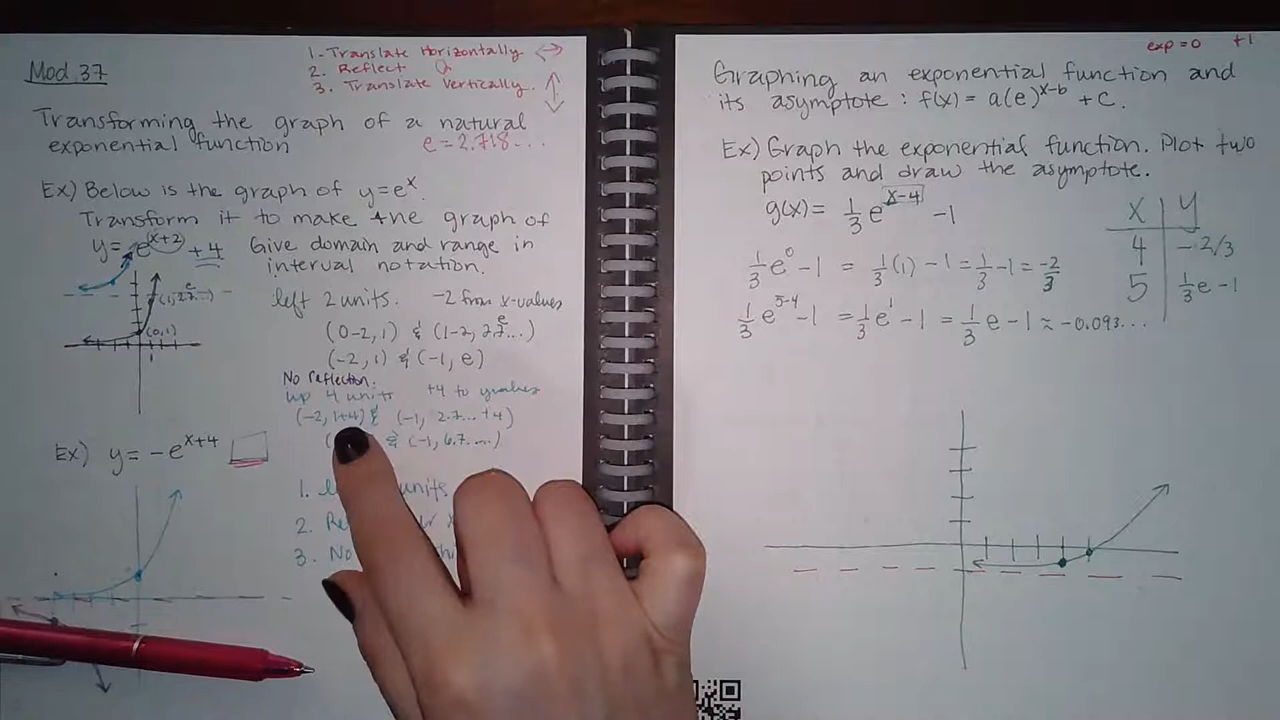 Mod 37
1. Translate Horizontally
2. Reflect
3. Translate Vertically.
Transforming the graph of a natural
exponential function
e = 2.718...
Ex) Below is the graph of y=eˣ.
Transform it to make the graph of
y= e^(x+2) + 4 Give domain and range in
interval notation.
(0,1)
left 2 units. -2 from x-values
(0-2, 1) & (1-2, 2.7...)
e
(-2, 1) & (-1, e)
No reflection.
up 4 units +4 to y values
(-2, 1+4) & (-1, 2.7... +4)
& (-1, 6.7...)
Ex) y = -e^(x+4)
1. units
2.
3. No
exp = 0 +1
Graphing an exponential function and
its asymptote : f(x) = a(e)^(x-b) + c.
Ex) Graph the exponential function. Plot two
points and draw the asymptote.
g(x) = 1/3 e^(x-4) -1
x | y
4 | -2/3
5 | 1/3 e -1
1/3 e^0 -1 = 1/3 (1) -1 = 1/3 -1 = -2/3
1/3 e^(5-4) -1 = 1/3 e^1 -1 = 1/3 e -1 ≈ -0.093...